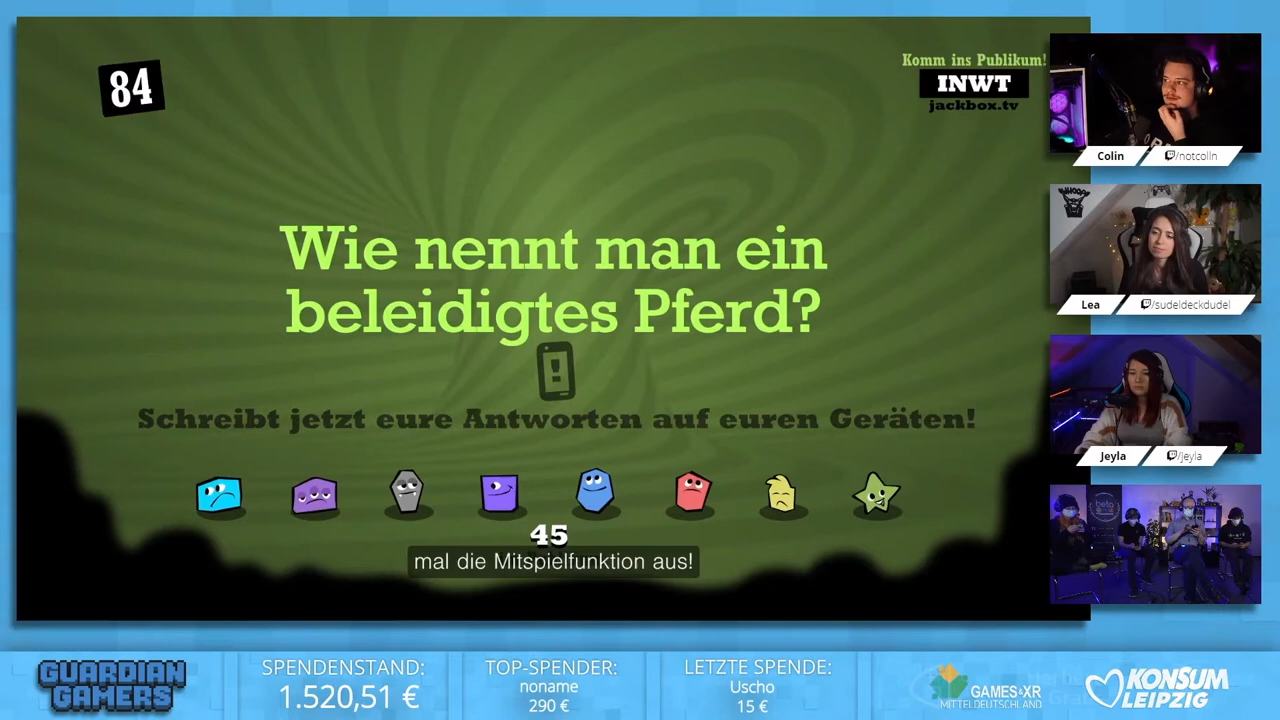 84
Komm ins Publikum!
INWT
jackbox.tv
Wie nennt man ein
beleidigtes Pferd?
!
Schreibt jetzt eure Antworten auf euren Geräten!
45
mal die Mitspielfunktion aus!
Colin
/notcolln
Lea
/sudeldeckdudel
Jeyla
/jeyla
GUARDIAN
GAMERS
SPENDENSTAND:
1.520,51 €
TOP-SPENDER:
noname
290 €
LETZTE SPENDE:
Uscho
15 €
GAMES&XR
MITTELDEUTSCHLAND
KONSUM
LEIPZIG